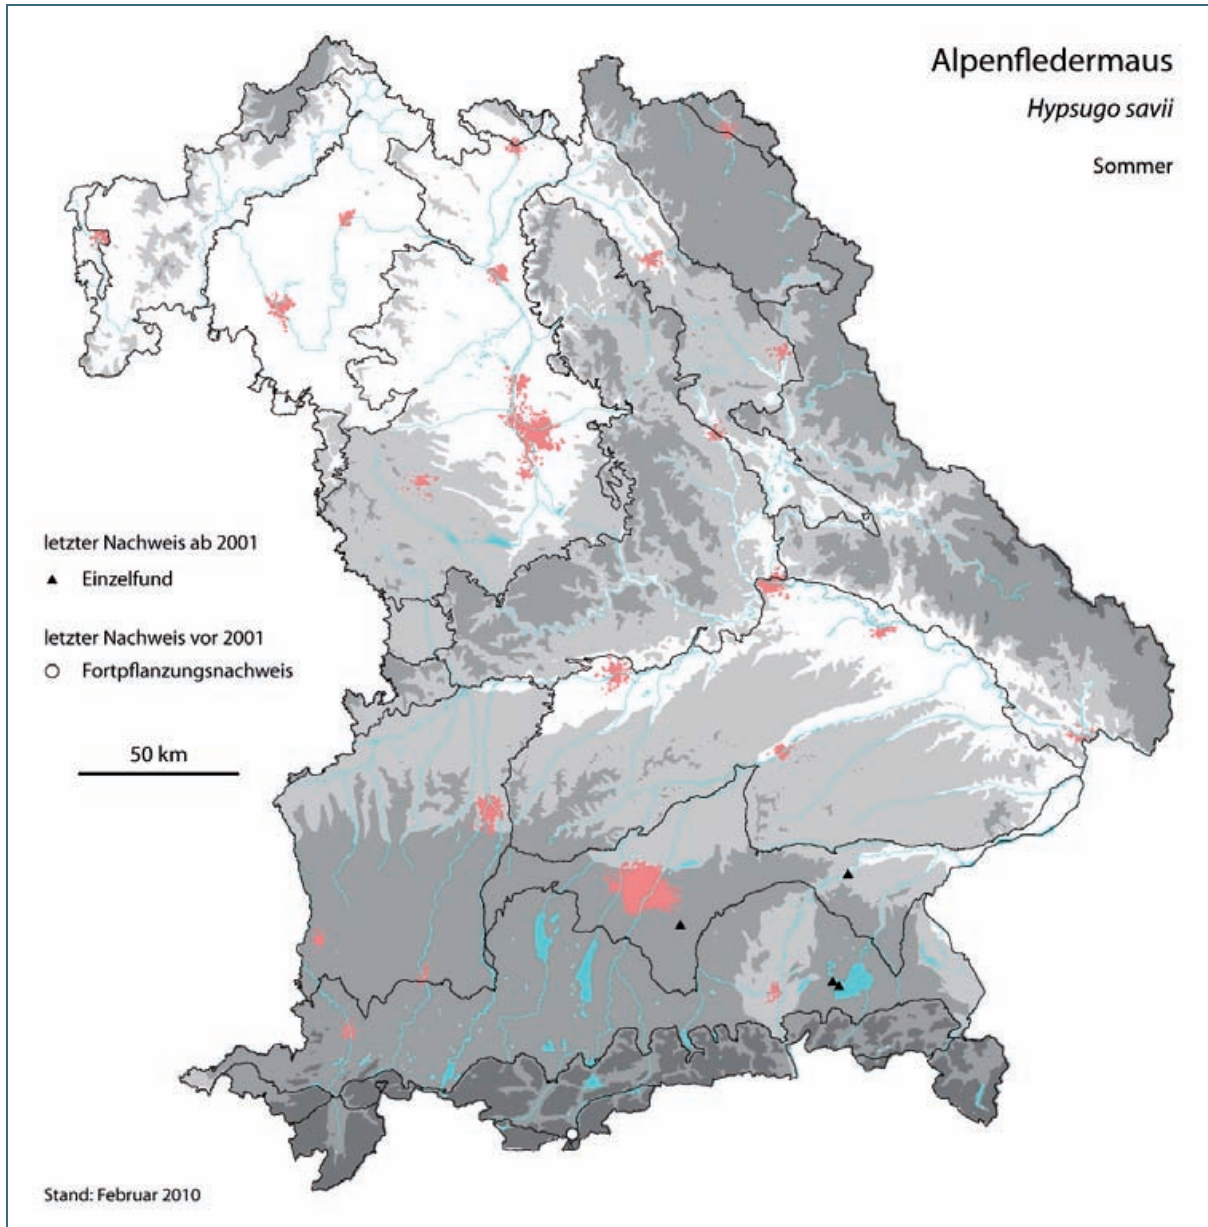 Alpenfledermaus
Hypsugo savii
Sommer
letzter Nachweis ab 2001
Einzelfund
letzter Nachweis vor 2001
Fortpflanzungsnachweis
50 km
Stand: Februar 2010